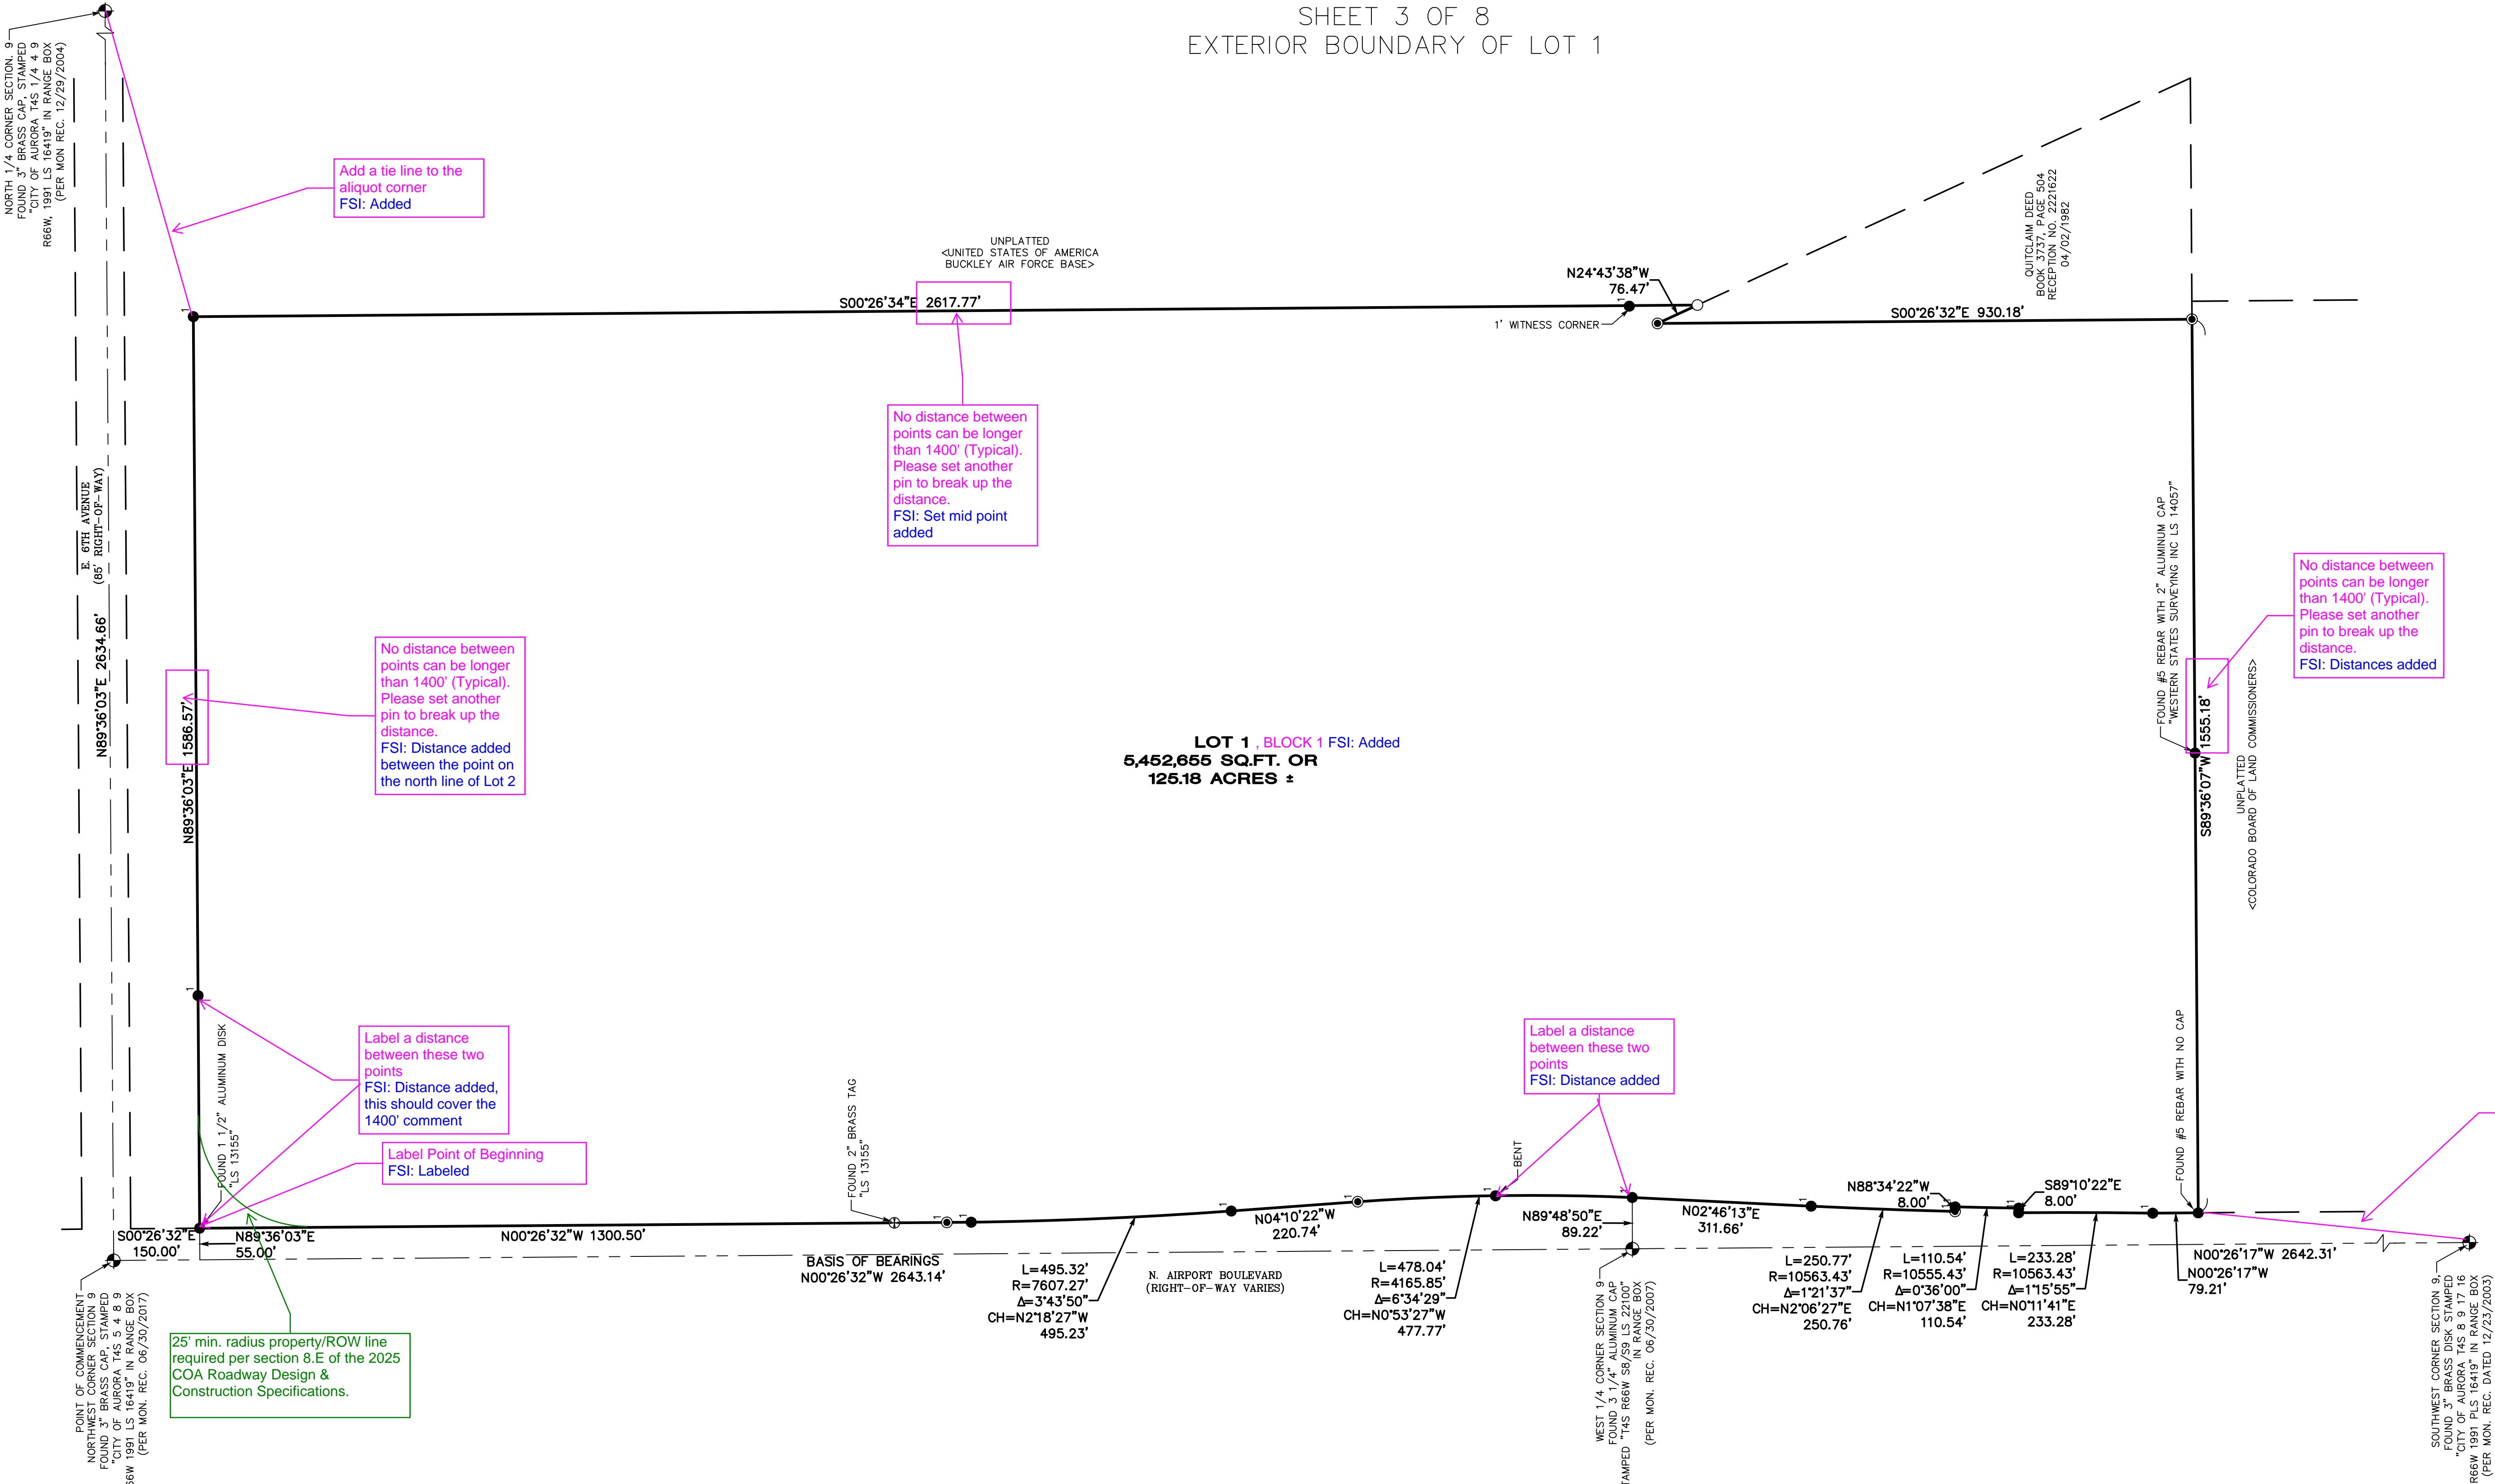 SHEET 3 OF 8
EXTERIOR BOUNDARY OF LOT 1
NORTH 1/4 CORNER SECTION. 9
FOUND 3" BRASS CAP, STAMPED
"CITY OF AURORA T4S 1/4 4 9
R66W, 1991 LS 16419" IN RANGE BOX
(PER MON REC. 12/29/2004)
Add a tie line to the
aliquot corner
FSI: Added
UNPLATTED
<UNITED STATES OF AMERICA
BUCKLEY AIR FORCE BASE>
S00°26'34"E 2617.77'
N24°43'38"W
76.47'
1
1
1' WITNESS CORNER
QUITCLAIM DEED
BOOK 3737, PAGE 504
RECEPTION NO. 2221622
04/02/1982
S00°26'32"E 930.18'
No distance between
points can be longer
than 1400' (Typical).
Please set another
pin to break up the
distance.
FSI: Set mid point
added
E. 6TH AVENUE
(85' RIGHT-OF-WAY)
N89°36'03"E 2634.66'
N89°36'03"E 1586.57'
No distance between
points can be longer
than 1400' (Typical).
Please set another
pin to break up the
distance.
FSI: Distance added
between the point on
the north line of Lot 2
LOT 1 , BLOCK 1 FSI: Added
5,452,655 SQ.FT. OR
125.18 ACRES ±
FOUND #5 REBAR WITH 2" ALUMINUM CAP
"WESTERN STATES SURVEYING INC LS 14057"
S89°36'07"W 1555.18'
UNPLATTED
<COLORADO BOARD OF LAND COMMISSIONERS>
No distance between
points can be longer
than 1400' (Typical).
Please set another
pin to break up the
distance.
FSI: Distances added
1
Label a distance
between these two
points
FSI: Distance added,
this should cover the
1400' comment
FOUND 1 1/2" ALUMINUM DISK
"LS 13155"
Label Point of Beginning
FSI: Labeled
FOUND 2" BRASS TAG
"LS 13155"
Label a distance
between these two
points
FSI: Distance added
BENT
FOUND #5 REBAR WITH NO CAP
S00°26'32"E
150.00'
N89°36'03"E
55.00'
N00°26'32"W 1300.50'
1
1
1
1
1
1
1
1
1
BASIS OF BEARINGS
N00°26'32"W 2643.14'
L=495.32'
R=7607.27'
Δ=3°43'50"
CH=N2°18'27"W
495.23'
N04°10'22"W
220.74'
N. AIRPORT BOULEVARD
(RIGHT-OF-WAY VARIES)
L=478.04'
R=4165.85'
Δ=6°34'29"
CH=N0°53'27"W
477.77'
N89°48'50"E
89.22'
N02°46'13"E
311.66'
L=250.77'
R=10563.43'
Δ=1°21'37"
CH=N2°06'27"E
250.76'
N88°34'22"W
8.00'
L=110.54'
R=10555.43'
Δ=0°36'00"
CH=N1°07'38"E
110.54'
S89°10'22"E
8.00'
L=233.28'
R=10563.43'
Δ=1°15'55"
CH=N0°11'41"E
233.28'
N00°26'17"W 2642.31'
N00°26'17"W
79.21'
25' min. radius property/ROW line
required per section 8.E of the 2025
COA Roadway Design &
Construction Specifications.
POINT OF COMMENCEMENT
NORTHWEST CORNER SECTION 9
FOUND 3" BRASS CAP, STAMPED
"CITY OF AURORA T4S 5 4 8 9
66W 1991 LS 16419" IN RANGE BOX
(PER MON. REC. 06/30/2017)
WEST 1/4 CORNER SECTION 9
FOUND 3 1/4" ALUMINUM CAP
TAMPED "T4S R66W S8/S9 LS 22100"
IN RANGE BOX
(PER MON. REC. 06/30/2007)
SOUTHWEST CORNER SECTION 9,
FOUND 3" BRASS DISK STAMPED
"CITY OF AURORA T4S 8 9 17 16
R66W 1991 PLS 16419" IN RANGE BOX
(PER MON. REC. DATED 12/23/2003)